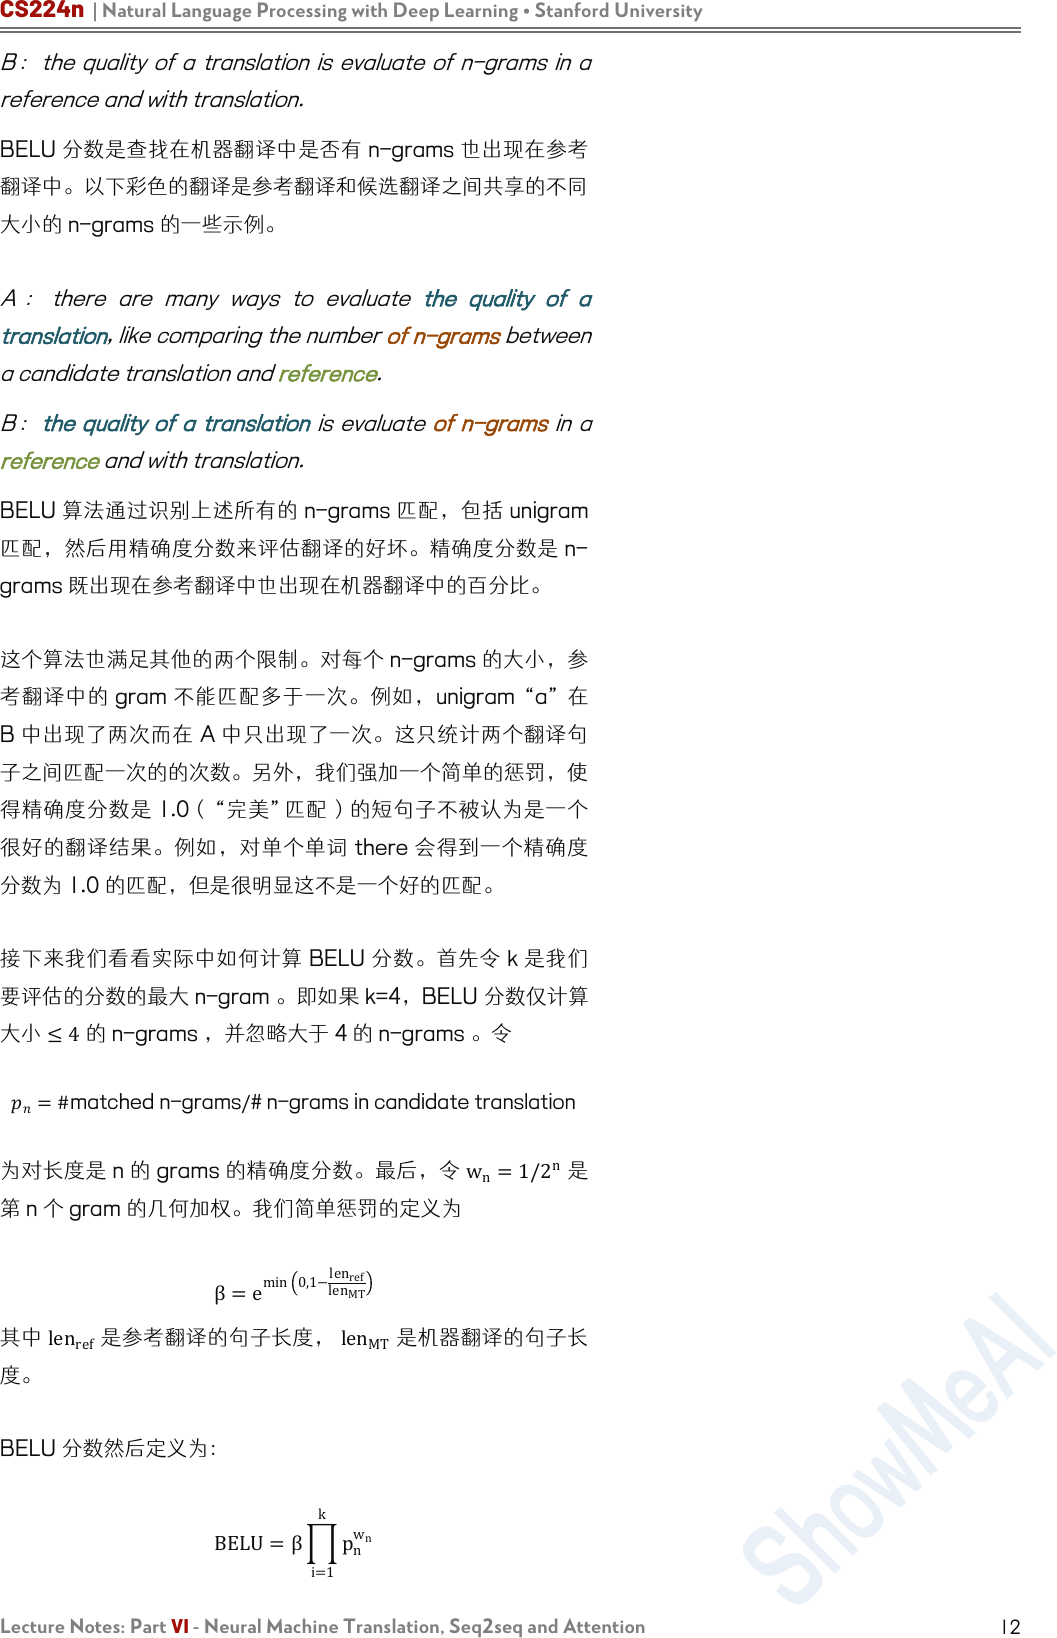 CS224n | Natural Language Processing with Deep Learning • Stanford University
B： the quality of a translation is evaluate of n-grams in a
reference and with translation.
BELU 分数是查找在机器翻译中是否有 n-grams 也出现在参考
翻译中。以下彩色的翻译是参考翻译和候选翻译之间共享的不同
大小的 n-grams 的一些示例。
A： there are many ways to evaluate the quality of a
translation, like comparing the number of n-grams between
a candidate translation and reference.
B： the quality of a translation is evaluate of n-grams in a
reference and with translation.
BELU 算法通过识别上述所有的 n-grams 匹配，包括 unigram
匹配，然后用精确度分数来评估翻译的好坏。精确度分数是 n-
grams 既出现在参考翻译中也出现在机器翻译中的百分比。
这个算法也满足其他的两个限制。对每个 n-grams 的大小，参
考翻译中的 gram 不能匹配多于一次。例如，unigram “a” 在
B 中出现了两次而在 A 中只出现了一次。这只统计两个翻译句
子之间匹配一次的的次数。另外，我们强加一个简单的惩罚，使
得精确度分数是 1.0 ( “完美” 匹配 ) 的短句子不被认为是一个
很好的翻译结果。例如，对单个单词 there 会得到一个精确度
分数为 1.0 的匹配，但是很明显这不是一个好的匹配。
接下来我们看看实际中如何计算 BELU 分数。首先令 k 是我们
要评估的分数的最大 n-gram 。即如果 k=4，BELU 分数仅计算
大小 ≤ 4 的 n-grams ，并忽略大于 4 的 n-grams 。令
pₙ = #matched n-grams/# n-grams in candidate translation
为对长度是 n 的 grams 的精确度分数。最后，令 wₙ = 1/2ⁿ 是
第 n 个 gram 的几何加权。我们简单惩罚的定义为
β = e^{min (0,1−len_ref/len_MT)}
其中 len_ref 是参考翻译的句子长度， len_MT 是机器翻译的句子长
度。
BELU 分数然后定义为：
BELU = β ∏_{i=1}^{k} p_n^{w_n}
ShowMeAI
Lecture Notes: Part VI - Neural Machine Translation, Seq2seq and Attention 12